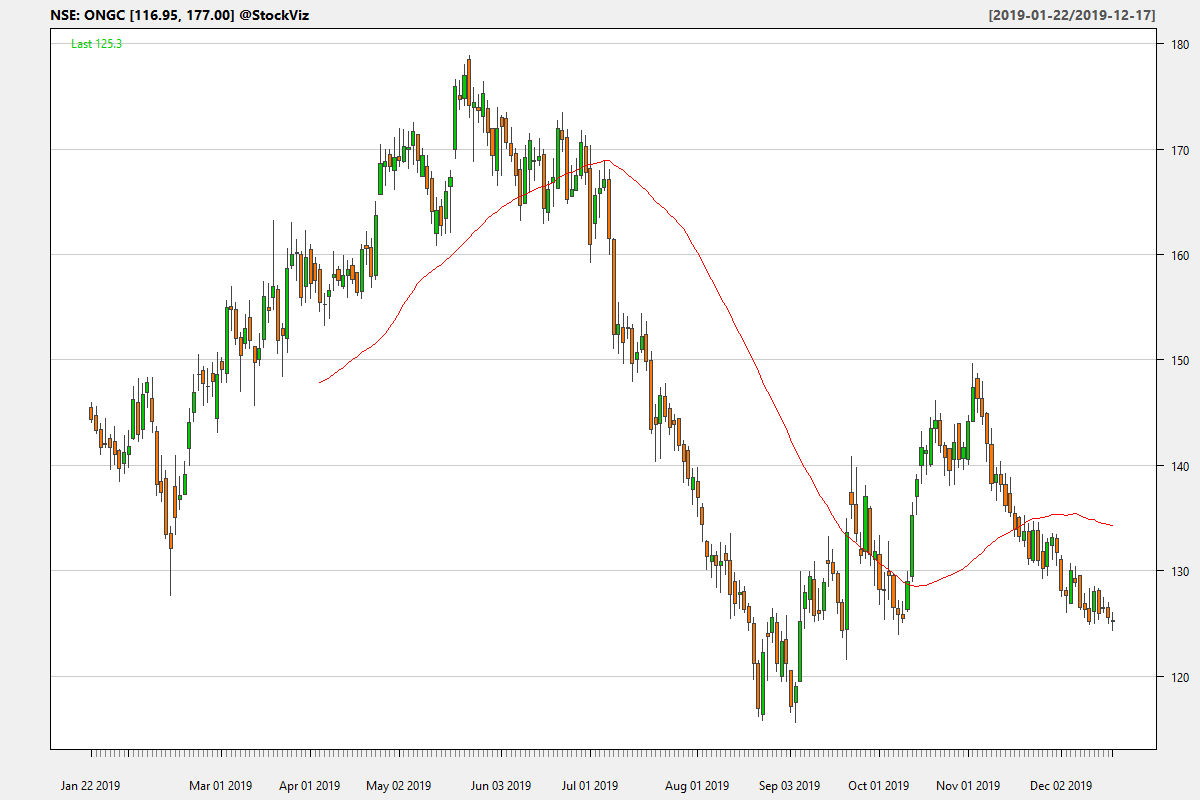 NSE: ONGC [116.95, 177.00] @StockViz
[2019-01-22/2019-12-17]
Last 125.3
180
170
160
150
140
130
120
Jan 22 2019 Mar 01 2019 Apr 01 2019 May 02 2019 Jun 03 2019 Jul 01 2019 Aug 01 2019 Sep 03 2019 Oct 01 2019 Nov 01 2019 Dec 02 2019